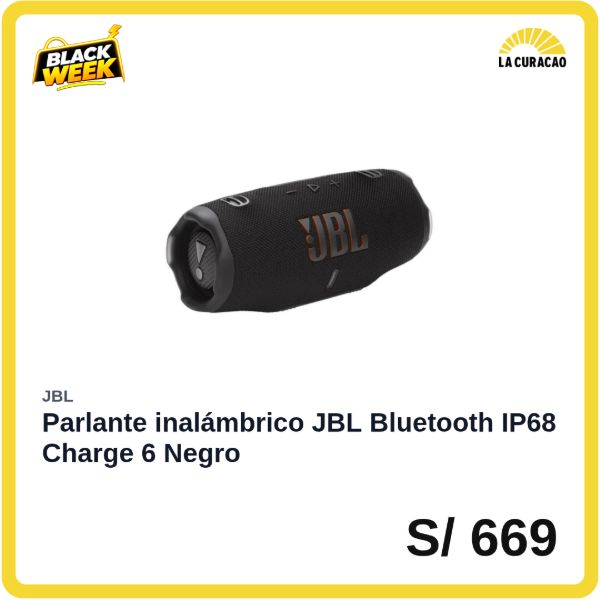 BLACK
WEEK
LA CURACAO
JBL
JBL
Parlante inalámbrico JBL Bluetooth IP68
Charge 6 Negro
S/ 669